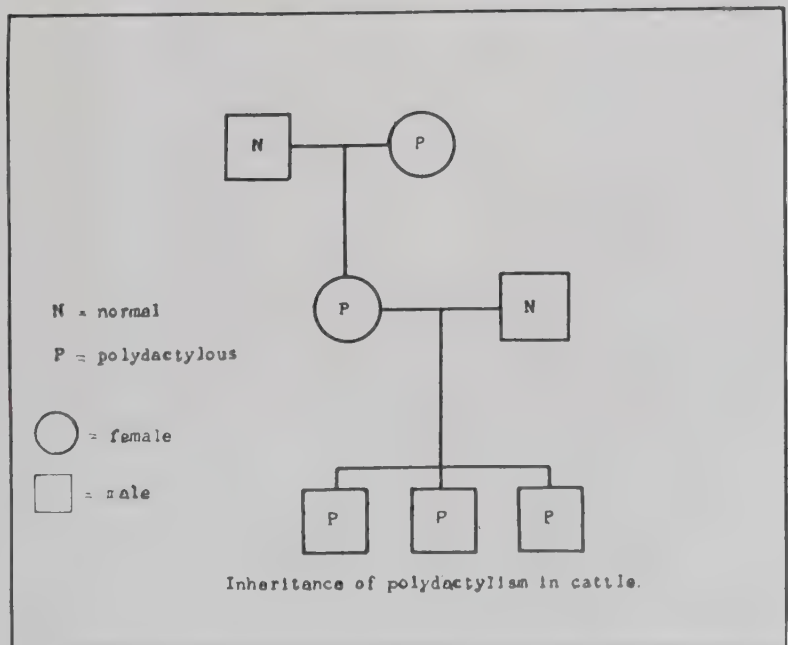 N P
P N
N = normal
P = polydactylous
= female
= male
P P P
Inheritance of polydactylism in cattle.